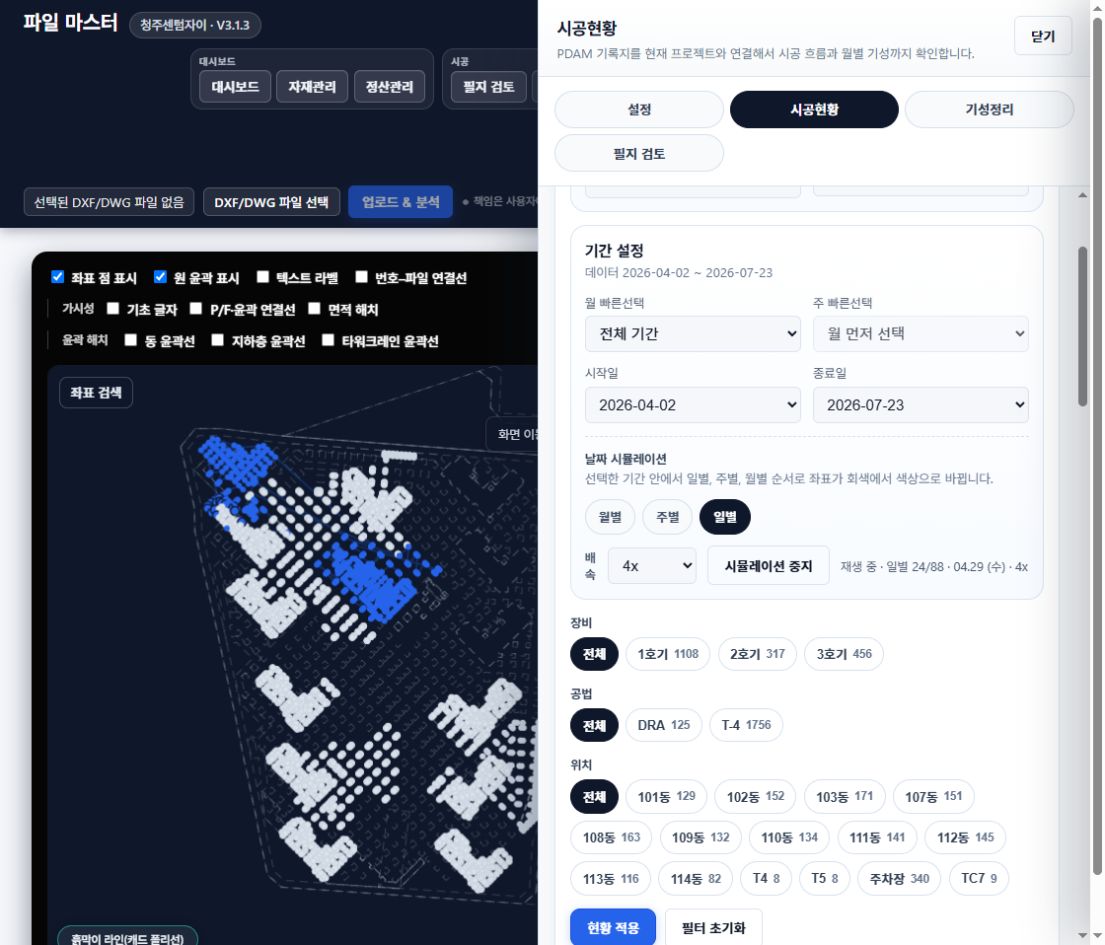 파일 마스터
청주센텀자이 · V3.1.3
대시보드
대시보드 자재관리 정산관리
시공
필지 검토
선택된 DXF/DWG 파일 없음 DXF/DWG 파일 선택 업로드 & 분석
● 책임은 사용자
좌표 점 표시 원 윤곽 표시 텍스트 라벨 번호–파일 연결선
가시성 기초 글자 P/F-윤곽 연결선 면적 해치
윤곽 해치 동 윤곽선 지하층 윤곽선 타워크레인 윤곽선
좌표 검색
화면 이
흙막이 라인(캐드 폴리선)
시공현황
PDAM 기록지를 현재 프로젝트와 연결해서 시공 흐름과 월별 기성까지 확인합니다.
닫기
설정 시공현황 기성정리
필지 검토
기간 설정
데이터 2026-04-02 ~ 2026-07-23
월 빠른선택 주 빠른선택
전체 기간 월 먼저 선택
시작일 종료일
2026-04-02 2026-07-23
날짜 시뮬레이션
선택한 기간 안에서 일별, 주별, 월별 순서로 좌표가 회색에서 색상으로 바뀝니다.
월별 주별 일별
배속 4x 시뮬레이션 중지 재생 중 · 일별 24/88 · 04.29 (수) · 4x
장비
전체 1호기 1108 2호기 317 3호기 456
공법
전체 DRA 125 T-4 1756
위치
전체 101동 129 102동 152 103동 171 107동 151
108동 163 109동 132 110동 134 111동 141 112동 145
113동 116 114동 82 T4 8 T5 8 주차장 340 TC7 9
현황 적용 필터 초기화